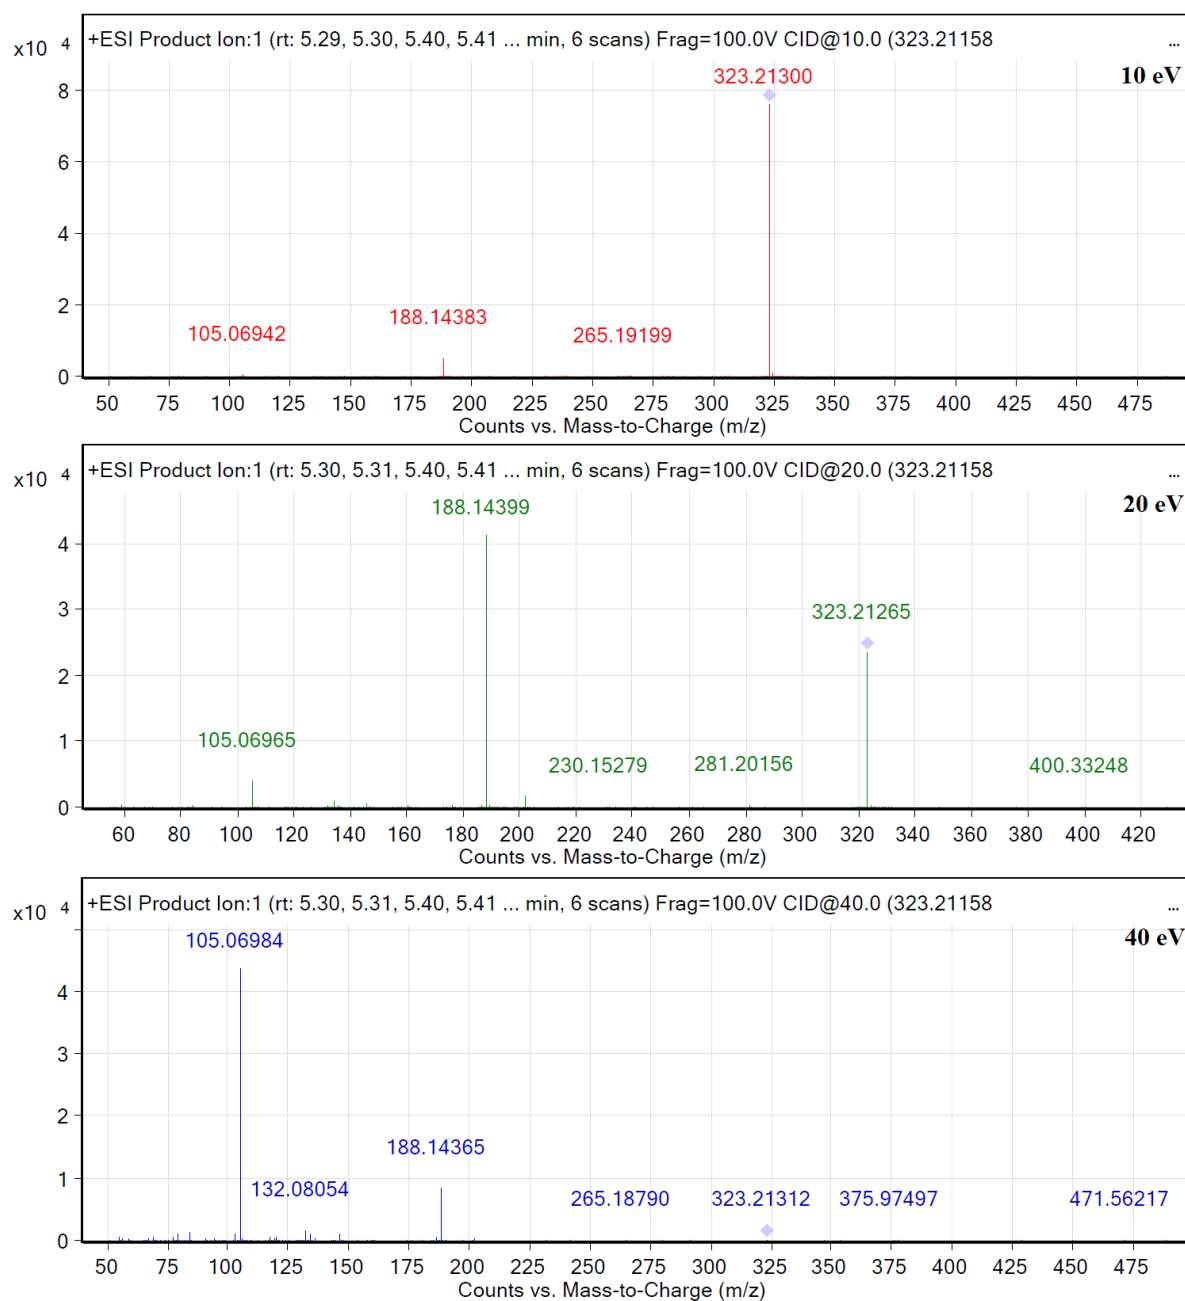 x10 4
+ESI Product Ion:1 (rt: 5.29, 5.30, 5.40, 5.41 ... min, 6 scans) Frag=100.0V CID@10.0 (323.21158 ...
10 eV
323.21300
8
6
4
2
0
105.06942
188.14383
265.19199
50 75 100 125 150 175 200 225 250 275 300 325 350 375 400 425 450 475
Counts vs. Mass-to-Charge (m/z)
x10 4
+ESI Product Ion:1 (rt: 5.30, 5.31, 5.40, 5.41 ... min, 6 scans) Frag=100.0V CID@20.0 (323.21158 ...
20 eV
188.14399
4
3
2
1
0
323.21265
105.06965
230.15279
281.20156
400.33248
60 80 100 120 140 160 180 200 220 240 260 280 300 320 340 360 380 400 420
Counts vs. Mass-to-Charge (m/z)
x10 4
+ESI Product Ion:1 (rt: 5.30, 5.31, 5.40, 5.41 ... min, 6 scans) Frag=100.0V CID@40.0 (323.21158 ...
40 eV
105.06984
4
3
2
1
0
188.14365
132.08054
265.18790
323.21312
375.97497
471.56217
50 75 100 125 150 175 200 225 250 275 300 325 350 375 400 425 450 475
Counts vs. Mass-to-Charge (m/z)